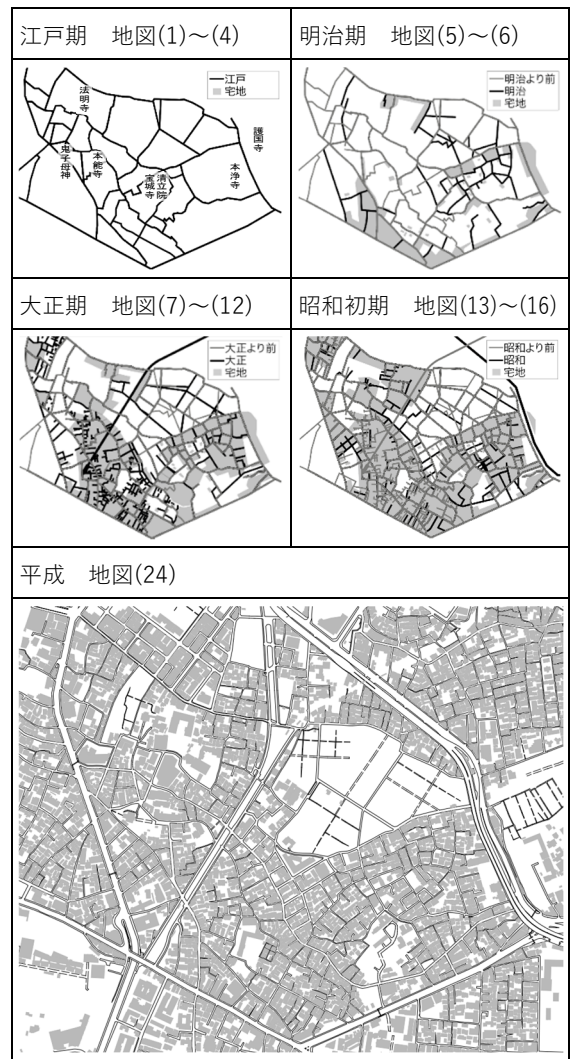 江戸期　地図(1)～(4)
明治期　地図(5)～(6)
江戸
宅地
法明寺
鬼子母神
本能寺
清立院
宝城寺
護国寺
本浄寺
明治より前
明治
宅地
大正期　地図(7)～(12)
昭和初期　地図(13)～(16)
大正より前
大正
宅地
昭和より前
昭和
宅地
平成　地図(24)